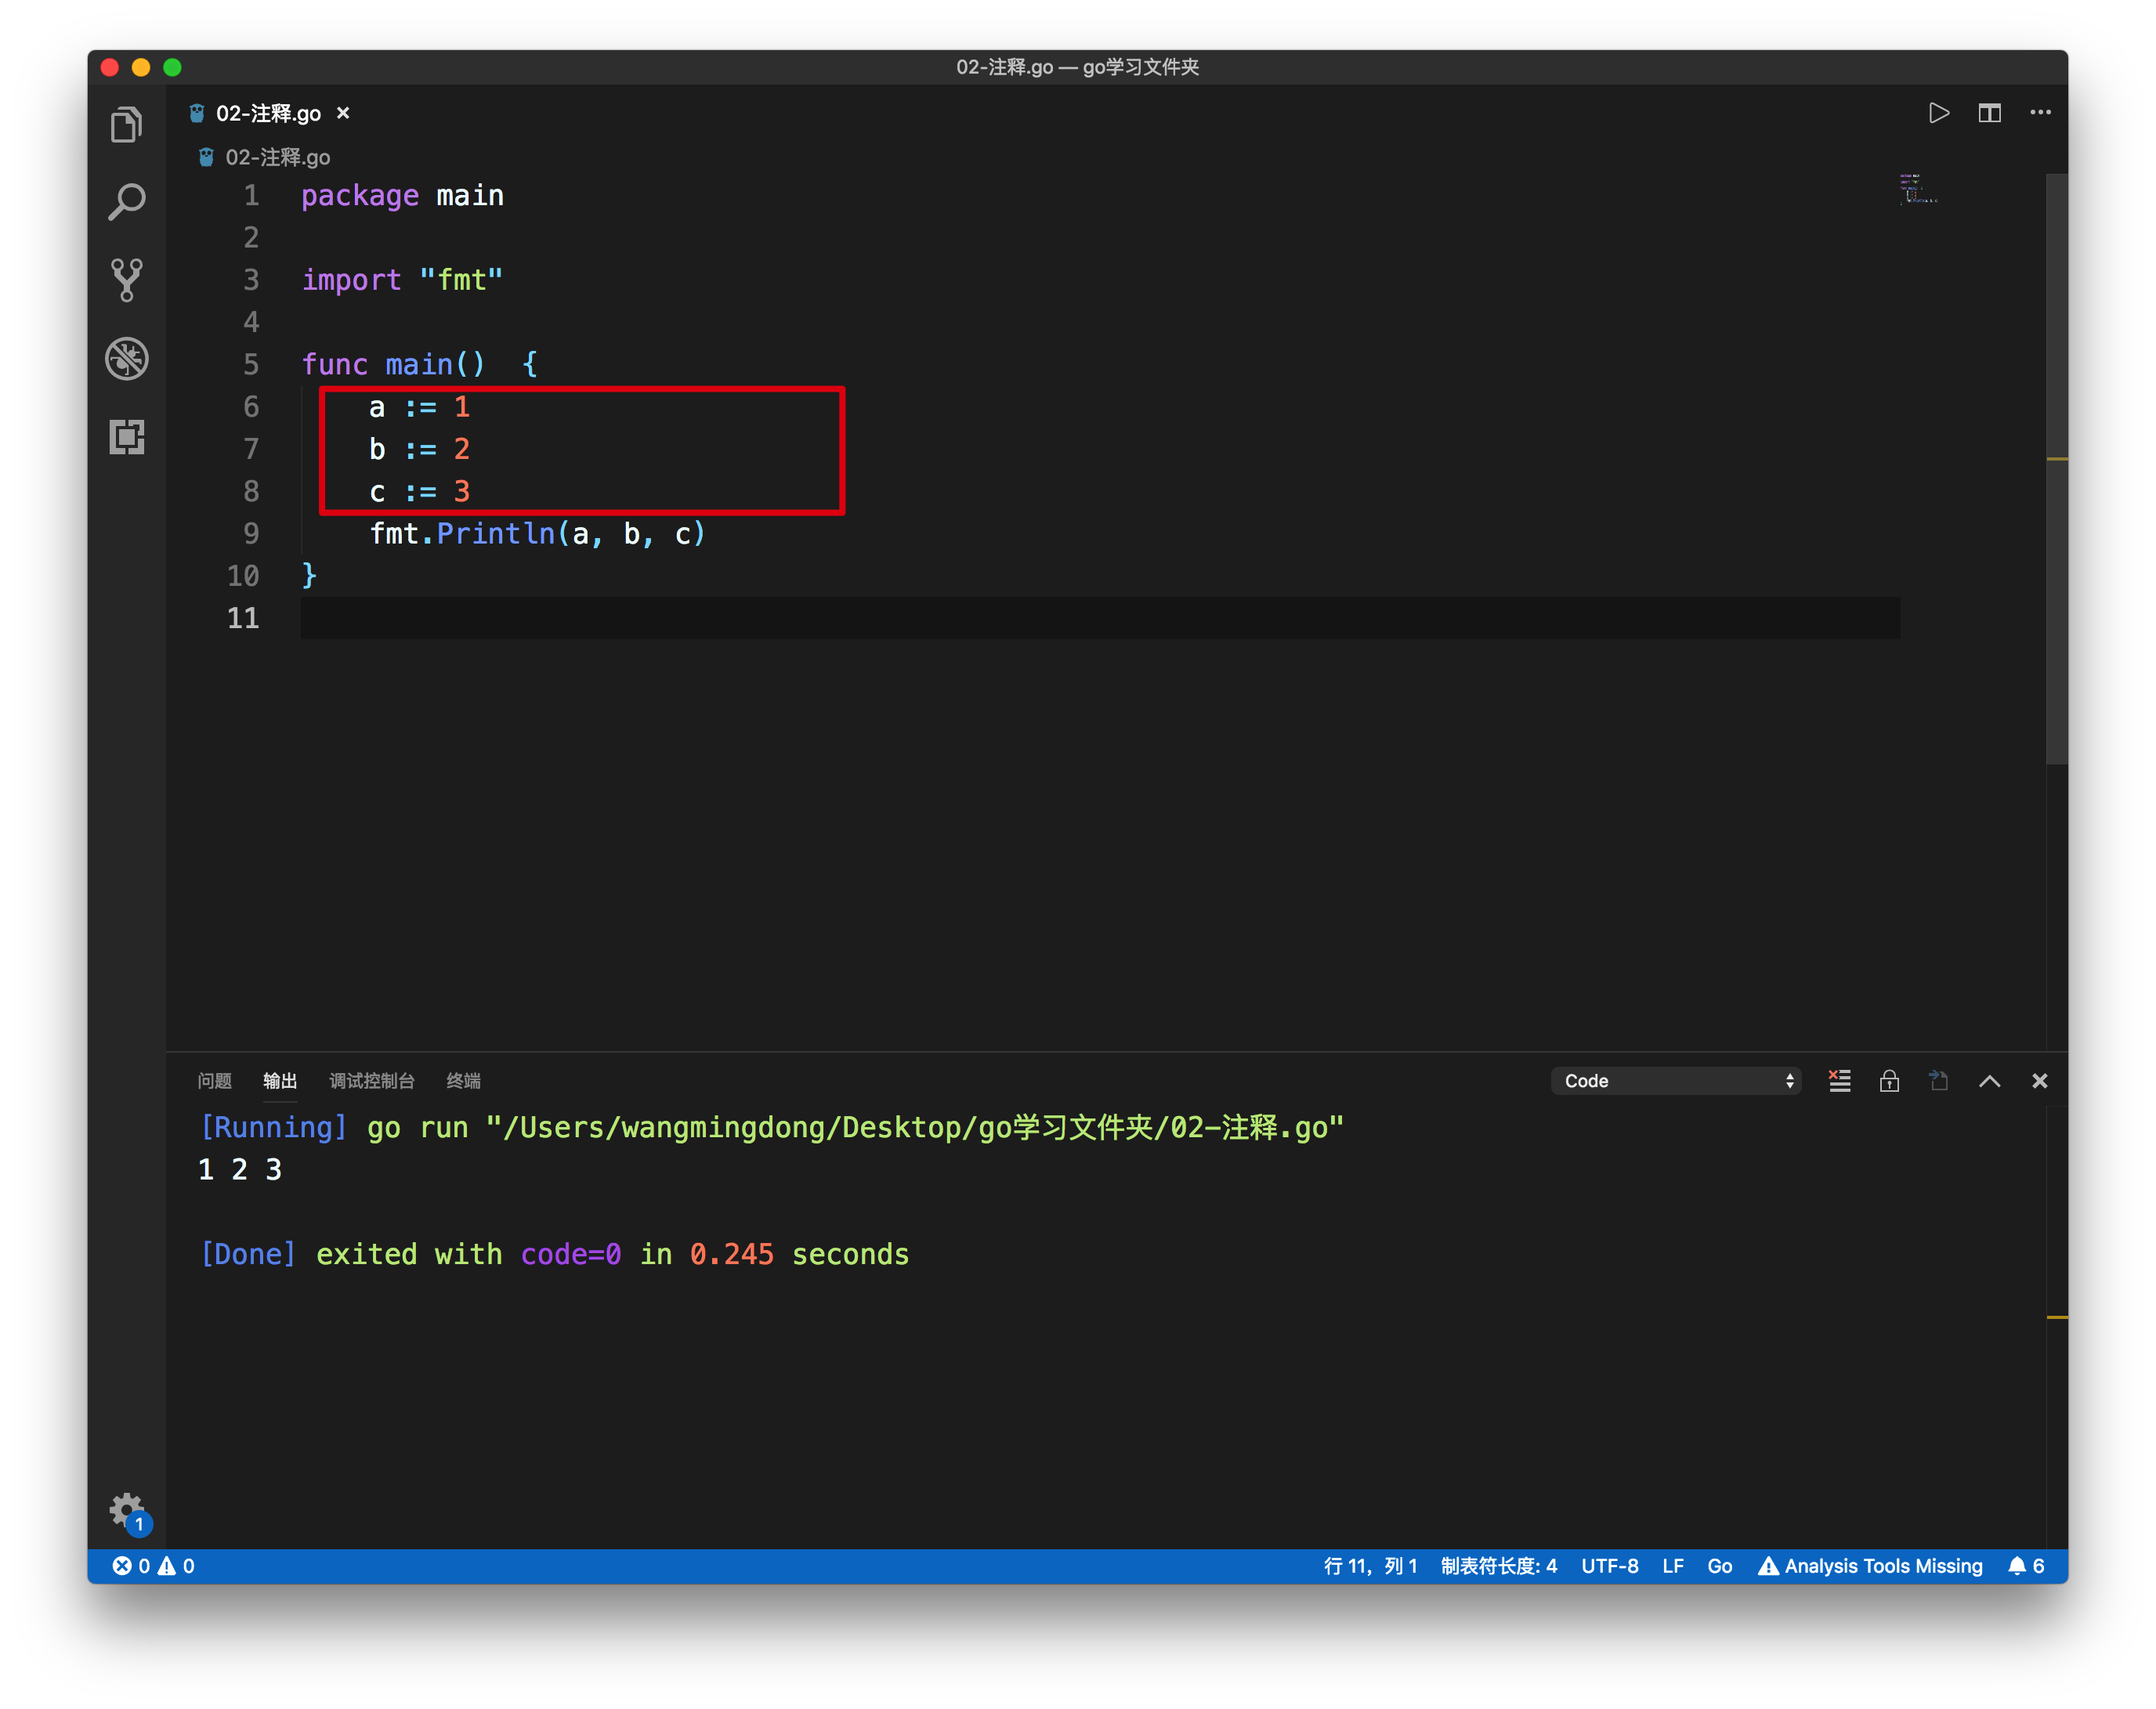 02-注释.go — go学习文件夹
02-注释.go
02-注释.go
1 package main
2
3 import "fmt"
4
5 func main()  {
6     a := 1
7     b := 2
8     c := 3
9     fmt.Println(a, b, c)
10 }
11
问题 输出 调试控制台 终端 Code
[Running] go run "/Users/wangmingdong/Desktop/go学习文件夹/02-注释.go"
1 2 3
[Done] exited with code=0 in 0.245 seconds
1
0 0 行 11，列 1 制表符长度: 4 UTF-8 LF Go Analysis Tools Missing 6